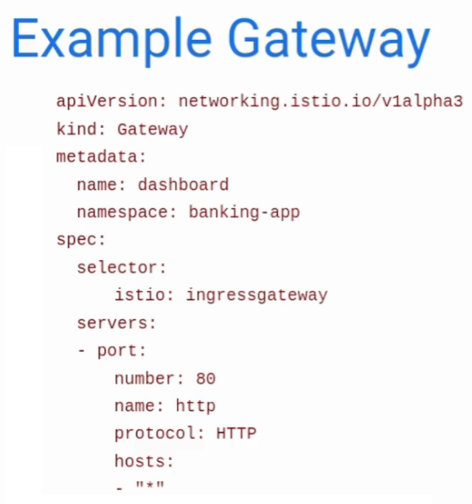 Example Gateway
apiVersion: networking.istio.io/v1alpha3
kind: Gateway
metadata:
  name: dashboard
  namespace: banking-app
spec:
  selector:
      istio: ingressgateway
  servers:
  - port:
      number: 80
      name: http
      protocol: HTTP
      hosts:
      - "*"